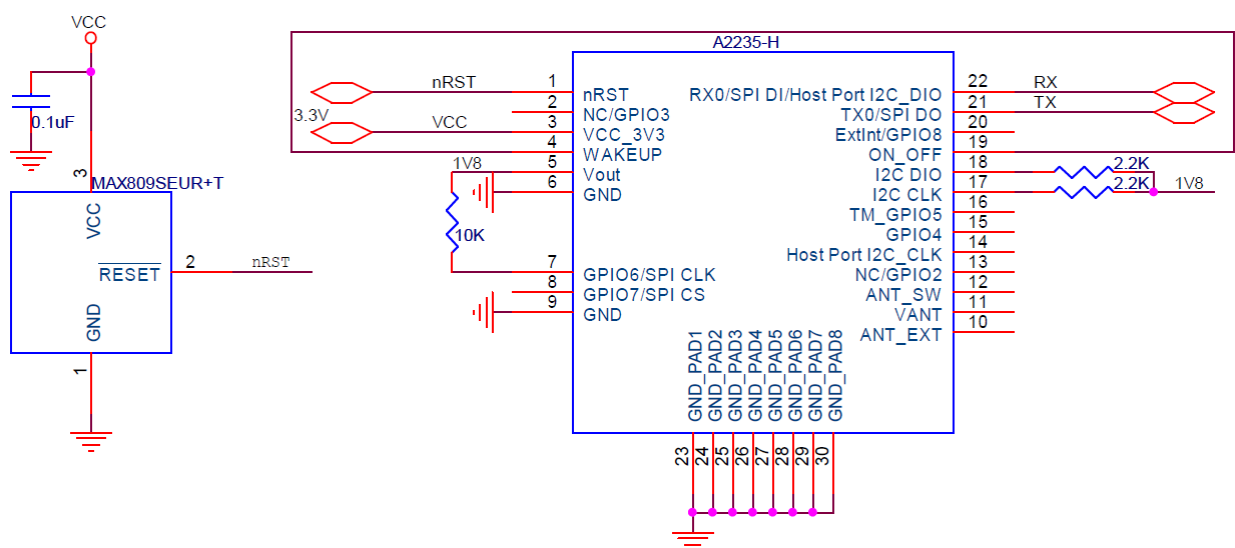 VCC
0.1uF
3
MAX809SEUR+T
VCC
RESET
2
nRST
GND
1
A2235-H
nRST
1
nRST
2
NC/GPIO3
3.3V
VCC
3
VCC_3V3
4
WAKEUP
1V8
5
Vout
6
GND
10K
7
GPIO6/SPI CLK
8
GPIO7/SPI CS
9
GND
RX0/SPI DI/Host Port I2C_DIO
22
RX
TX0/SPI DO
21
TX
ExtInt/GPIO8
20
ON_OFF
19
I2C DIO
18
2.2K
I2C CLK
17
2.2K
1V8
TM_GPIO5
16
GPIO4
15
Host Port I2C_CLK
14
NC/GPIO2
13
ANT_SW
12
VANT
11
ANT_EXT
10
GND_PAD1
GND_PAD2
GND_PAD3
GND_PAD4
GND_PAD5
GND_PAD6
GND_PAD7
GND_PAD8
23
24
25
26
27
28
29
30